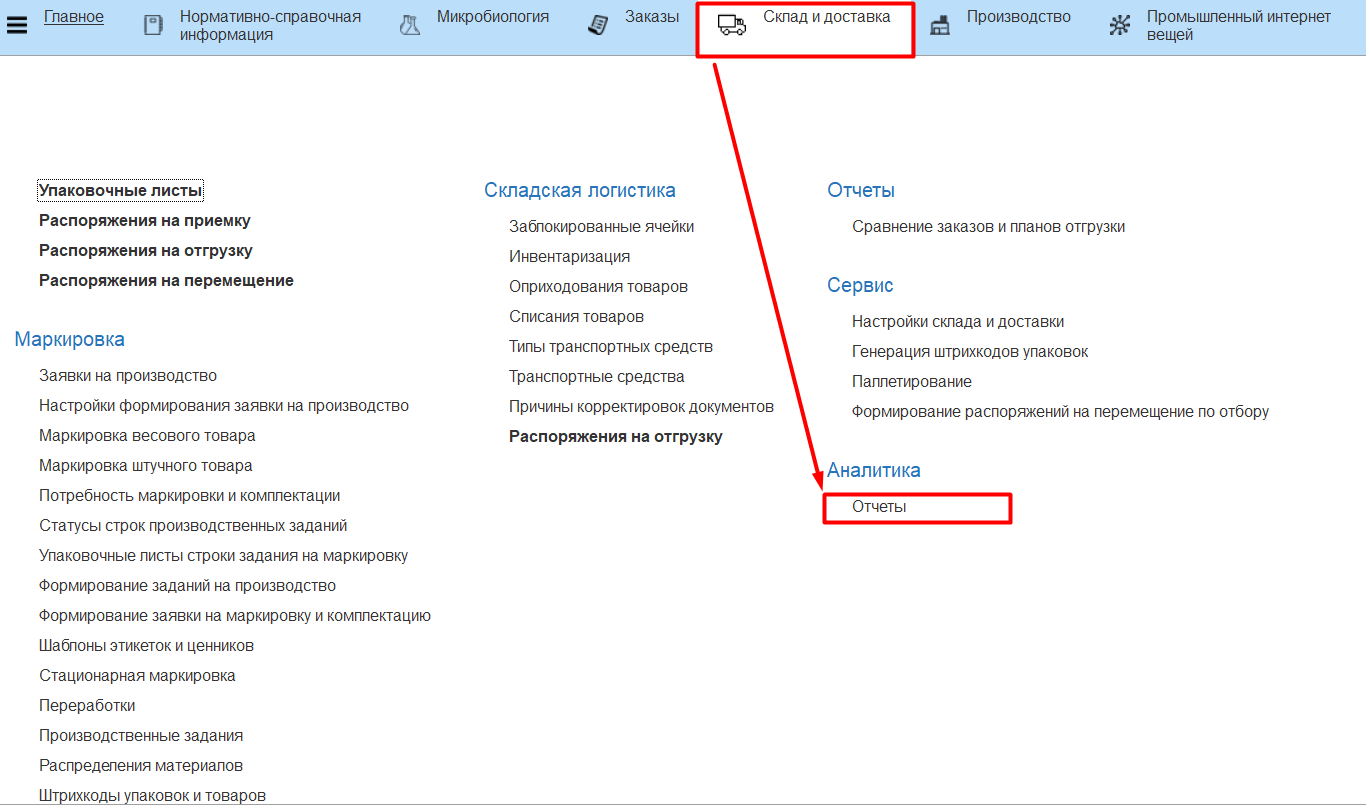 Главное
Нормативно-справочная
информация
Микробиология
Заказы
Склад и доставка
Производство
Промышленный интернет
вещей
Упаковочные листы
Распоряжения на приемку
Распоряжения на отгрузку
Распоряжения на перемещение
Маркировка
Заявки на производство
Настройки формирования заявки на производство
Маркировка весового товара
Маркировка штучного товара
Потребность маркировки и комплектации
Статусы строк производственных заданий
Упаковочные листы строки задания на маркировку
Формирование заданий на производство
Формирование заявки на маркировку и комплектацию
Шаблоны этикеток и ценников
Стационарная маркировка
Переработки
Производственные задания
Распределения материалов
Штрихкоды упаковок и товаров
Складская логистика
Заблокированные ячейки
Инвентаризация
Оприходования товаров
Списания товаров
Типы транспортных средств
Транспортные средства
Причины корректировок документов
Распоряжения на отгрузку
Отчеты
Сравнение заказов и планов отгрузки
Сервис
Настройки склада и доставки
Генерация штрихкодов упаковок
Паллетирование
Формирование распоряжений на перемещение по отбору
Аналитика
Отчеты